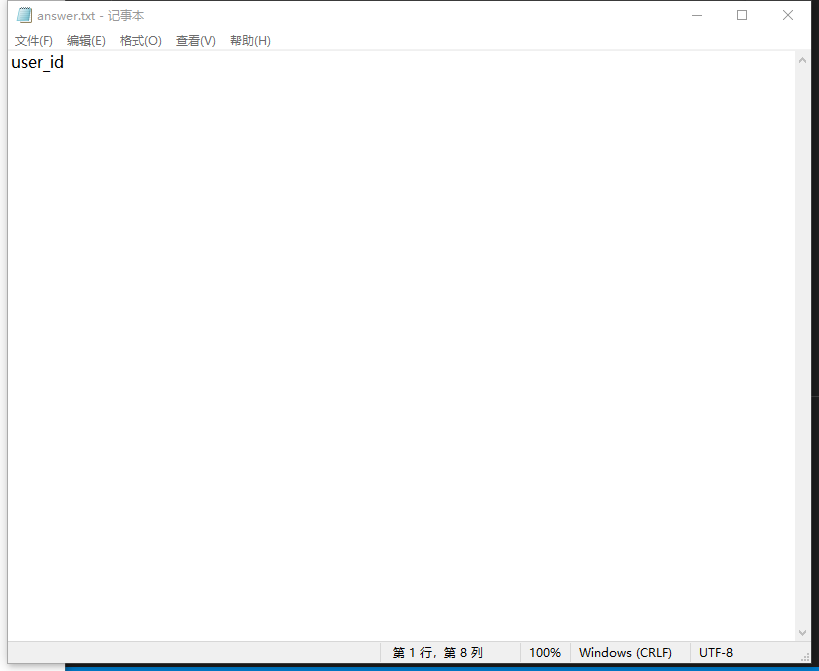 answer.txt - 记事本
文件(F) 编辑(E) 格式(O) 查看(V) 帮助(H)
user_id
第 1 行，第 8 列 100% Windows (CRLF) UTF-8